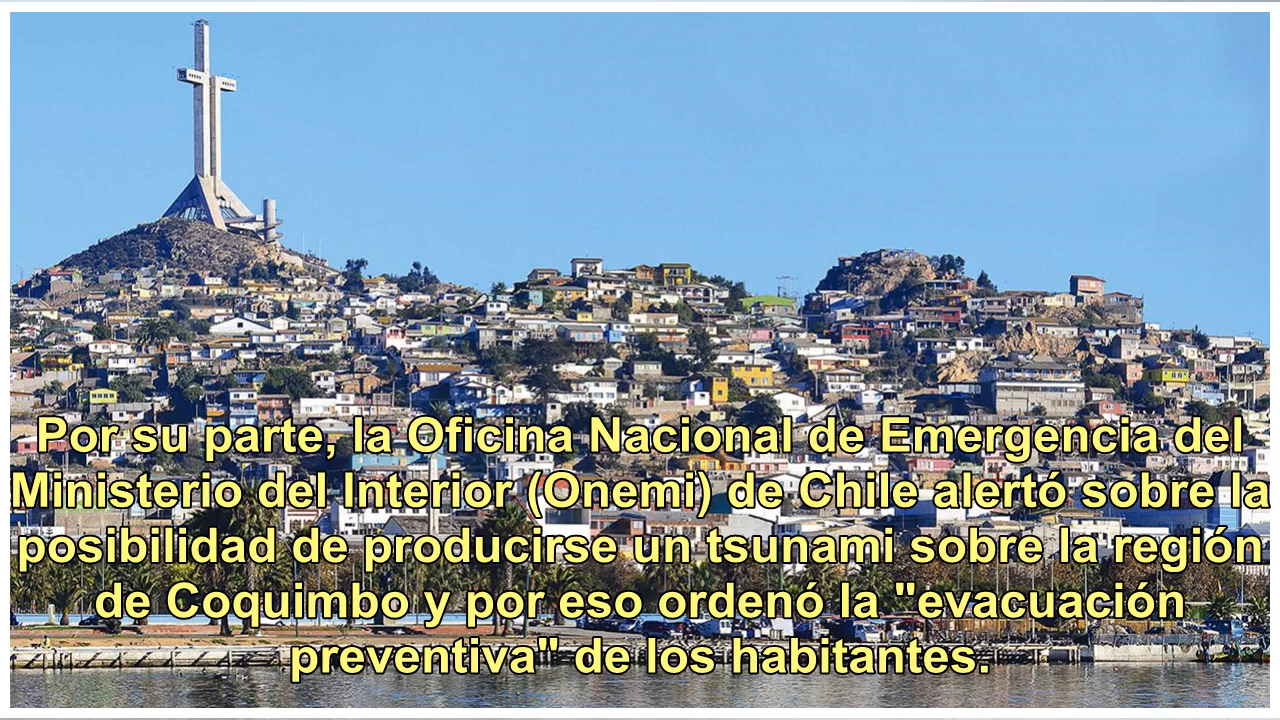 Por su parte, la Oficina Nacional de Emergencia del
Ministerio del Interior (Onemi) de Chile alertó sobre la
posibilidad de producirse un tsunami sobre la región
de Coquimbo y por eso ordenó la "evacuación
preventiva" de los habitantes.